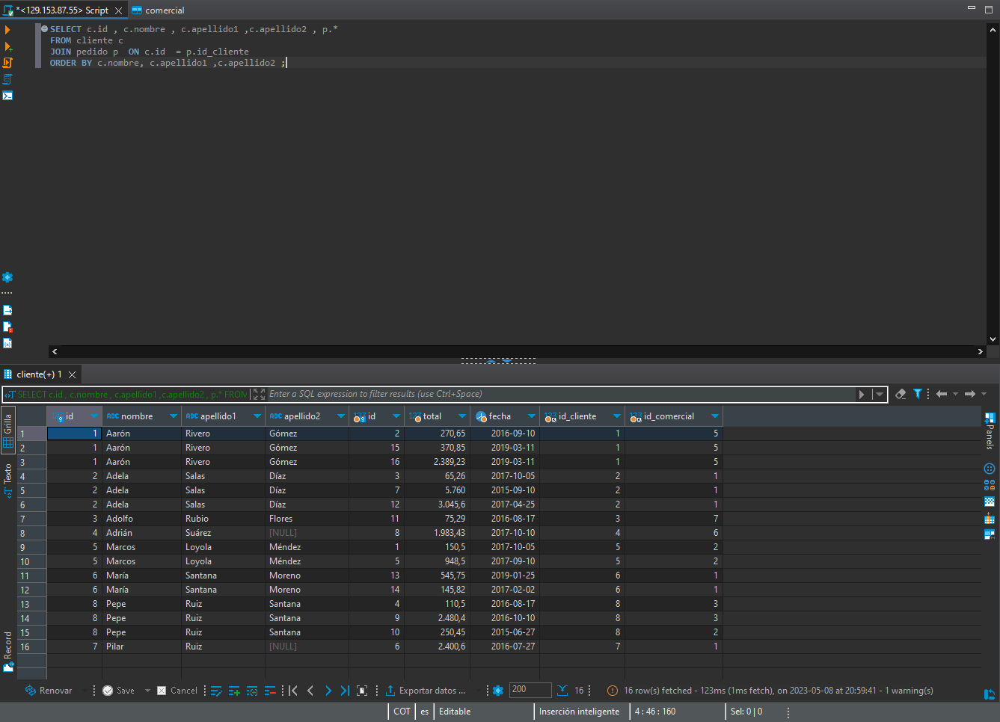 *<129.153.87.55> Script
comercial
SELECT c.id , c.nombre , c.apellido1 ,c.apellido2 , p.*
FROM cliente c
JOIN pedido p  ON c.id  = p.id_cliente
ORDER BY c.nombre, c.apellido1 ,c.apellido2 ;
cliente(+) 1
SELECT c.id , c.nombre , c.apellido1 ,c.apellido2 , p.* FROM
Enter a SQL expression to filter results (use Ctrl+Space)
Grilla
Texto
Record
Panels
id nombre apellido1 apellido2 id total fecha id_cliente id_comercial
1 1 Aarón Rivero Gómez 2 270,65 2016-09-10 1 5
2 1 Aarón Rivero Gómez 15 370,85 2019-03-11 1 5
3 1 Aarón Rivero Gómez 16 2.389,23 2019-03-11 1 5
4 2 Adela Salas Díaz 3 65,26 2017-10-05 2 1
5 2 Adela Salas Díaz 7 5.760 2015-09-10 2 1
6 2 Adela Salas Díaz 12 3.045,6 2017-04-25 2 1
7 3 Adolfo Rubio Flores 11 75,29 2016-08-17 3 7
8 4 Adrián Suárez [NULL] 8 1.983,43 2017-10-10 4 6
9 5 Marcos Loyola Méndez 1 150,5 2017-10-05 5 2
10 5 Marcos Loyola Méndez 5 948,5 2017-09-10 5 2
11 6 María Santana Moreno 13 545,75 2019-01-25 6 1
12 6 María Santana Moreno 14 145,82 2017-02-02 6 1
13 8 Pepe Ruiz Santana 4 110,5 2016-08-17 8 3
14 8 Pepe Ruiz Santana 9 2.480,4 2016-10-10 8 3
15 8 Pepe Ruiz Santana 10 250,45 2015-06-27 8 2
16 7 Pilar Ruiz [NULL] 6 2.400,6 2016-07-27 7 1
Renovar Save Cancel Exportar datos ... 200 16 16 row(s) fetched - 123ms (1ms fetch), on 2023-05-08 at 20:59:41 - 1 warning(s)
COT es Editable Inserción inteligente 4 : 46 : 160 Sel: 0 | 0